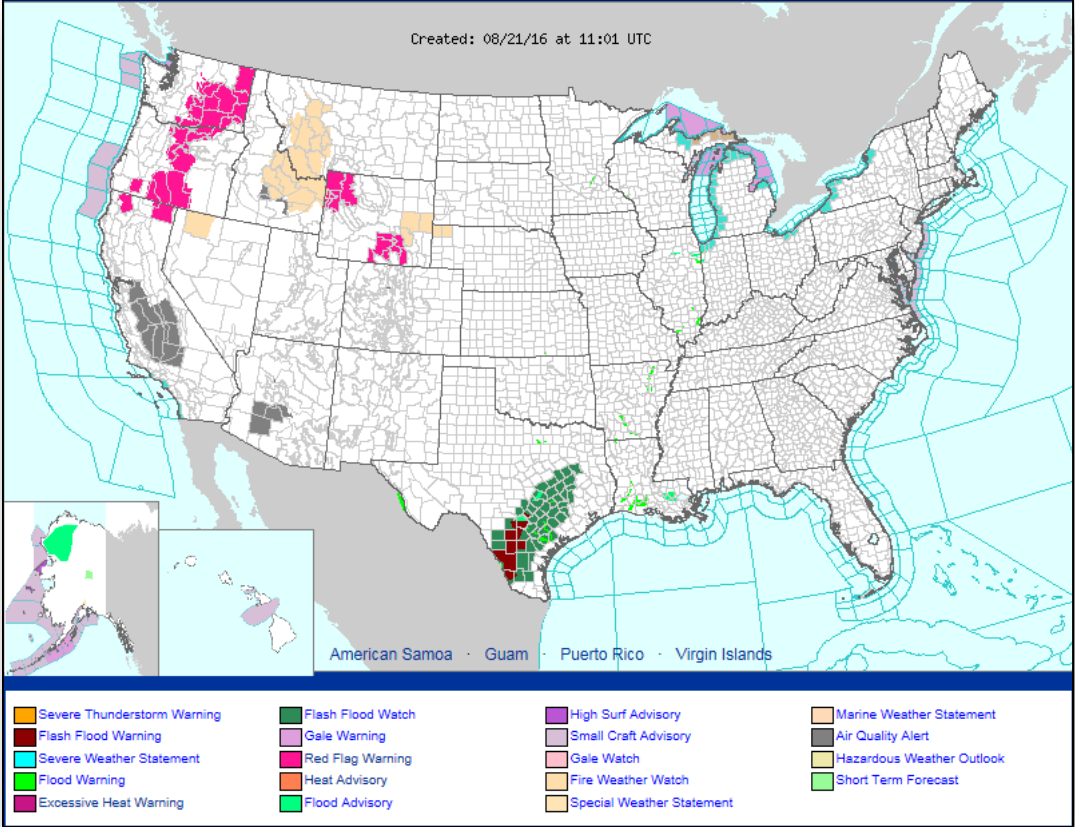 Created: 08/21/16 at 11:01 UTC
American Samoa · Guam · Puerto Rico · Virgin Islands
Severe Thunderstorm Warning
Flash Flood Warning
Severe Weather Statement
Flood Warning
Excessive Heat Warning
Flash Flood Watch
Gale Warning
Red Flag Warning
Heat Advisory
Flood Advisory
High Surf Advisory
Small Craft Advisory
Gale Watch
Fire Weather Watch
Special Weather Statement
Marine Weather Statement
Air Quality Alert
Hazardous Weather Outlook
Short Term Forecast